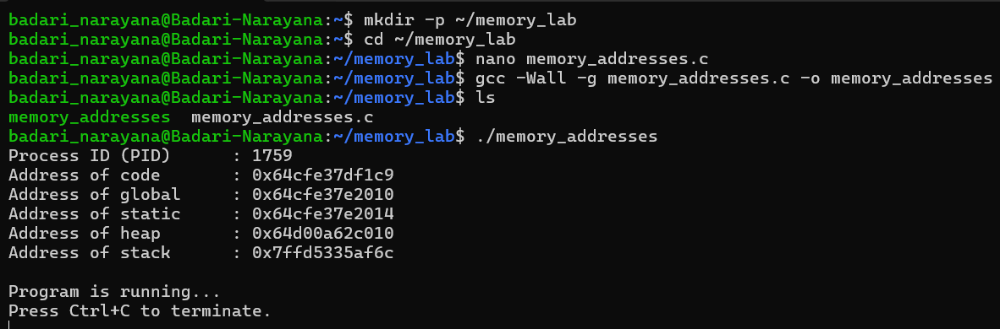 badari_narayana@Badari-Narayana:~$ mkdir -p ~/memory_lab
badari_narayana@Badari-Narayana:~$ cd ~/memory_lab
badari_narayana@Badari-Narayana:~/memory_lab$ nano memory_addresses.c
badari_narayana@Badari-Narayana:~/memory_lab$ gcc -Wall -g memory_addresses.c -o memory_addresses
badari_narayana@Badari-Narayana:~/memory_lab$ ls
memory_addresses  memory_addresses.c
badari_narayana@Badari-Narayana:~/memory_lab$ ./memory_addresses
Process ID (PID)      : 1759
Address of code       : 0x64cfe37df1c9
Address of global     : 0x64cfe37e2010
Address of static     : 0x64cfe37e2014
Address of heap       : 0x64d00a62c010
Address of stack      : 0x7ffd5335af6c

Program is running...
Press Ctrl+C to terminate.